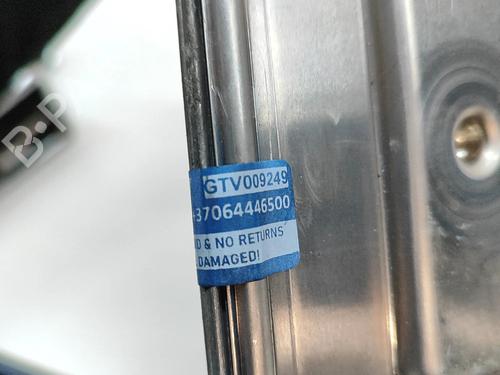 GTV009249
37064446500
& NO RETURNS
DAMAGED!
B-P